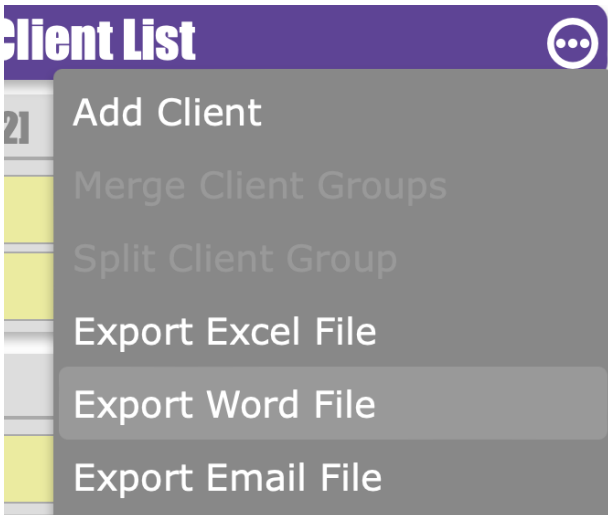 Client List
2]
Add Client
Merge Client Groups
Split Client Group
Export Excel File
Export Word File
Export Email File